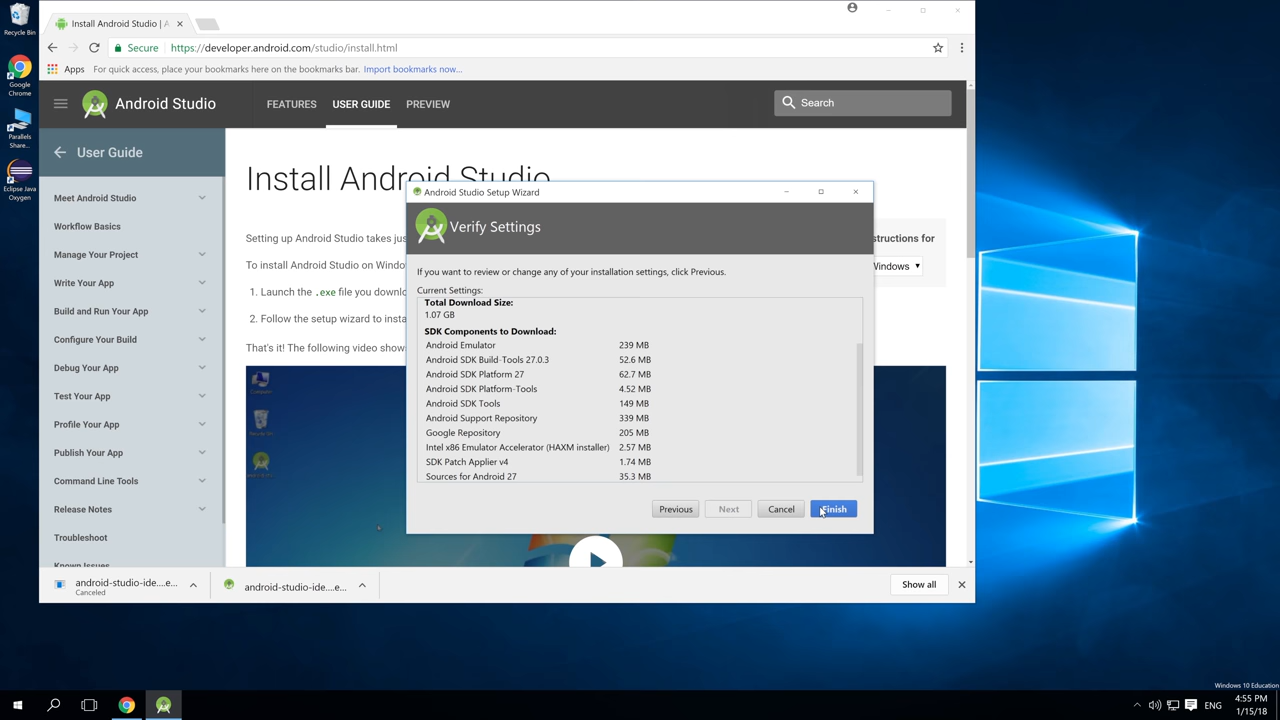 Recycle Bin
Google
Chrome
Parallels
Share...
Eclipse Java
Oxygen
Install Android Studio | A
Secure
https://developer.android.com/studio/install.html
Apps
For quick access, place your bookmarks here on the bookmarks bar. Import bookmarks now...
Android Studio
FEATURES
USER GUIDE
PREVIEW
Search
User Guide
Meet Android Studio
Workflow Basics
Manage Your Project
Write Your App
Build and Run Your App
Configure Your Build
Debug Your App
Test Your App
Profile Your App
Publish Your App
Command Line Tools
Release Notes
Troubleshoot
Known Issues
Install Android Studio
Setting up Android Studio takes jus
To install Android Studio on Windo
1. Launch the .exe file you downlo
2. Follow the setup wizard to insta
That's it! The following video show
structions for
Windows
Android Studio Setup Wizard
Verify Settings
If you want to review or change any of your installation settings, click Previous.
Current Settings:
Total Download Size:
1.07 GB
SDK Components to Download:
Android Emulator 239 MB
Android SDK Build-Tools 27.0.3 52.6 MB
Android SDK Platform 27 62.7 MB
Android SDK Platform-Tools 4.52 MB
Android SDK Tools 149 MB
Android Support Repository 339 MB
Google Repository 205 MB
Intel x86 Emulator Accelerator (HAXM installer) 2.57 MB
SDK Patch Applier v4 1.74 MB
Sources for Android 27 35.3 MB
Previous
Next
Cancel
Finish
android-studio-ide....e...
Canceled
android-studio-ide....e...
Show all
Windows 10 Education
ENG
4:55 PM
1/15/18